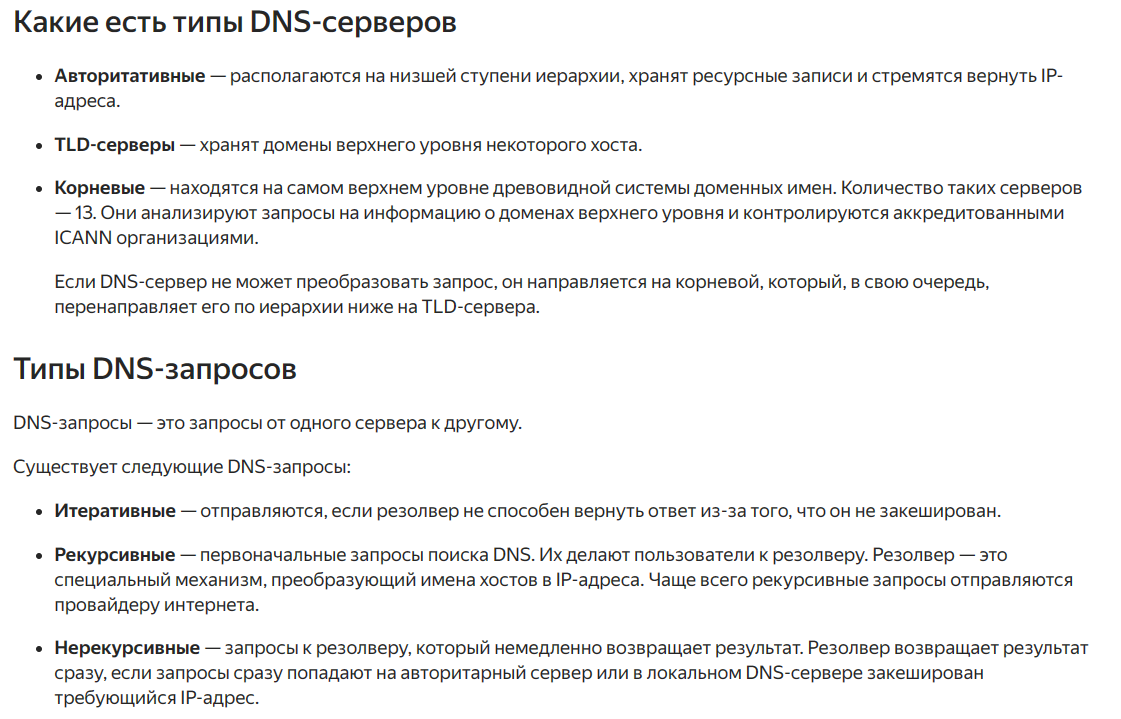 Какие есть типы DNS-серверов
• Авторитативные — располагаются на низшей ступени иерархии, хранят ресурсные записи и стремятся вернуть IP-
адреса.
• TLD-серверы — хранят домены верхнего уровня некоторого хоста.
• Корневые — находятся на самом верхнем уровне древовидной системы доменных имен. Количество таких серверов
— 13. Они анализируют запросы на информацию о доменах верхнего уровня и контролируются аккредитованными
ICANN организациями.
Если DNS-сервер не может преобразовать запрос, он направляется на корневой, который, в свою очередь,
перенаправляет его по иерархии ниже на TLD-сервера.
Типы DNS-запросов
DNS-запросы — это запросы от одного сервера к другому.
Существует следующие DNS-запросы:
• Итеративные — отправляются, если резолвер не способен вернуть ответ из-за того, что он не закеширован.
• Рекурсивные — первоначальные запросы поиска DNS. Их делают пользователи к резолверу. Резолвер — это
специальный механизм, преобразующий имена хостов в IP-адреса. Чаще всего рекурсивные запросы отправляются
провайдеру интернета.
• Нерекурсивные — запросы к резолверу, который немедленно возвращает результат. Резолвер возвращает результат
сразу, если запросы сразу попадают на авторитарный сервер или в локальном DNS-сервере закеширован
требующийся IP-адрес.